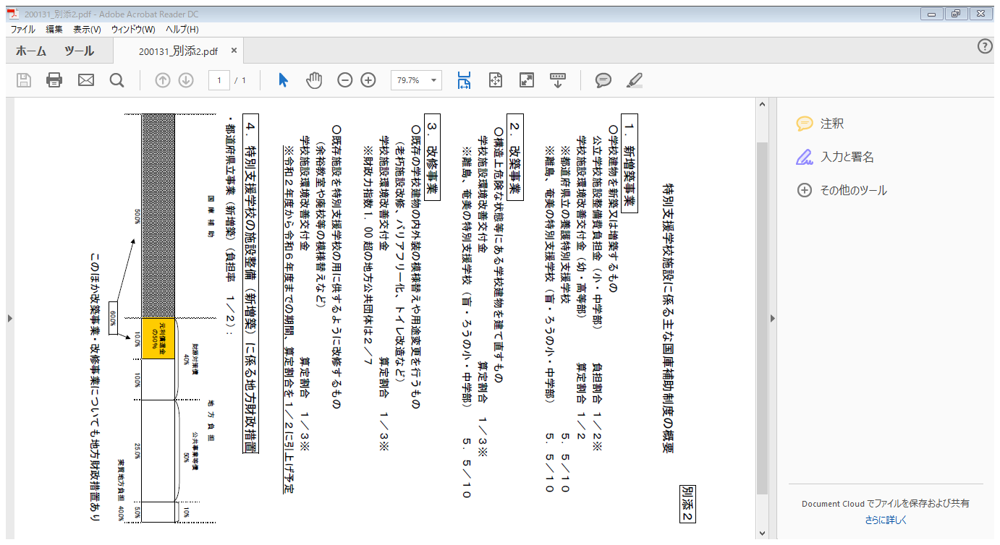 200131_別添2.pdf - Adobe Acrobat Reader DC
ファイル 編集 表示(V) ウィンドウ(W) ヘルプ(H)
ホーム ツール 200131_別添2.pdf ×
1 / 1 79.7%
別添２
特別支援学校施設に係る主な国庫補助制度の概要
１．新増築事業
○学校建物を新築又は増築するもの
公立学校施設整備費負担金（小・中学部） 負担割合 １／２※
学校施設環境改善交付金（幼・高等部） 算定割合 １／２
※都道府県立の養護特別支援学校 ５．５／１０
※離島、奄美の特別支援学校（盲・ろうの小・中学部） ５．５／１０
２．改築事業
○構造上危険な状態等にある学校建物を建て直すもの
学校施設環境改善交付金 算定割合 １／３※
※離島、奄美の特別支援学校（盲・ろうの小・中学部） ５．５／１０
３．改修事業
○既存の学校建物の内外装の模様替えや用途変更を行うもの
（老朽施設改修、バリアフリー化、トイレ改造など）
学校施設環境改善交付金 算定割合 １／３※
※財政力指数１．００超の地方公共団体は２／７
○既存施設を特別支援学校の用に供するように改修するもの
（余裕教室や廃校等の模様替えなど）
学校施設環境改善交付金 算定割合 １／３※
※令和２年度から令和６年度までの期間、算定割合を１／２に引上げ予定
４．特別支援学校の施設整備（新増築）に係る地方財政措置
・都道府県立事業（新増築）（負担率 １／２）：
国庫補助 地方負担
財源対策債 公共事業等債
40% 50% 10%
元利償還金
の50%
50.0% 10.0% 10.0% 25.0% 5.0%
60.0% 実質地方負担 40.0%
このほか改築事業・改修事業についても地方財政措置あり
注釈
入力と署名
その他のツール
Document Cloud でファイルを保存および共有
さらに詳しく